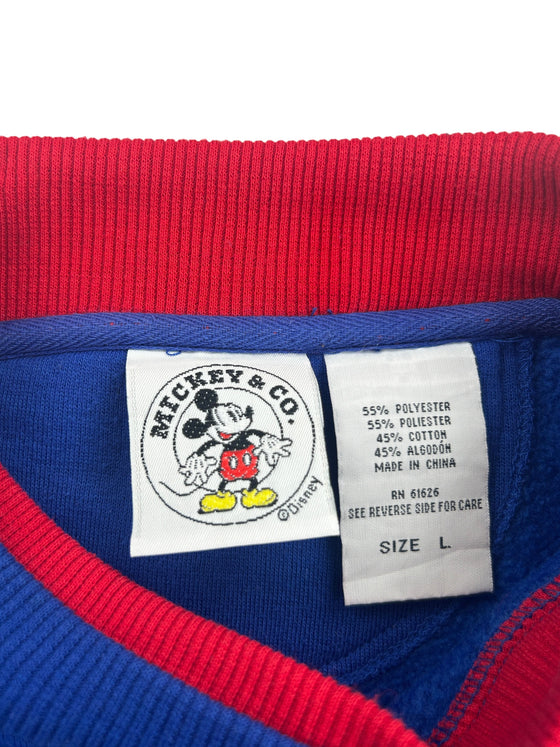 MICKEY & CO.
©Disney
55% POLYESTER
55% POLIESTER
45% COTTON
45% ALGODÓN
MADE IN CHINA
RN 61626
SEE REVERSE SIDE FOR CARE
SIZE L.